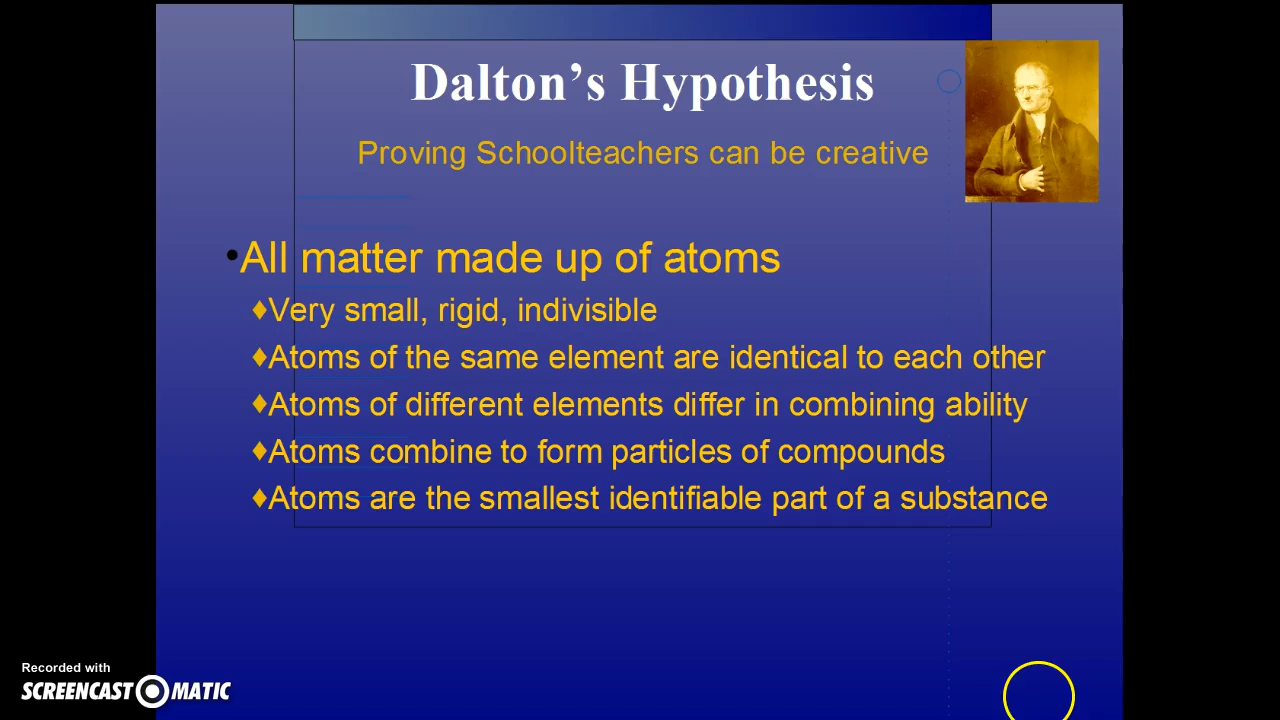 Dalton’s Hypothesis
Proving Schoolteachers can be creative
•All matter made up of atoms
♦Very small, rigid, indivisible
♦Atoms of the same element are identical to each other
♦Atoms of different elements differ in combining ability
♦Atoms combine to form particles of compounds
♦Atoms are the smallest identifiable part of a substance
Recorded with
SCREENCAST MATIC